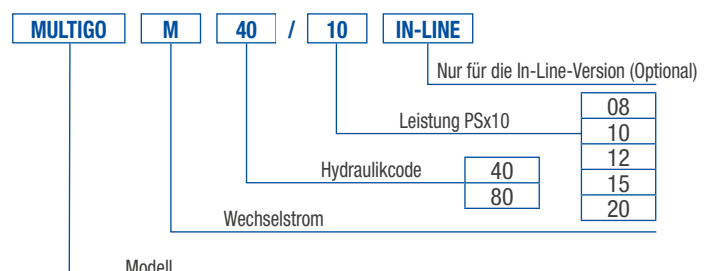 MULTIGO M 40 / 10 IN-LINE
Nur für die In-Line-Version (Optional)
Leistung PSx10
08
10
12
15
20
Hydraulikcode
40
80
Wechselstrom
Modell